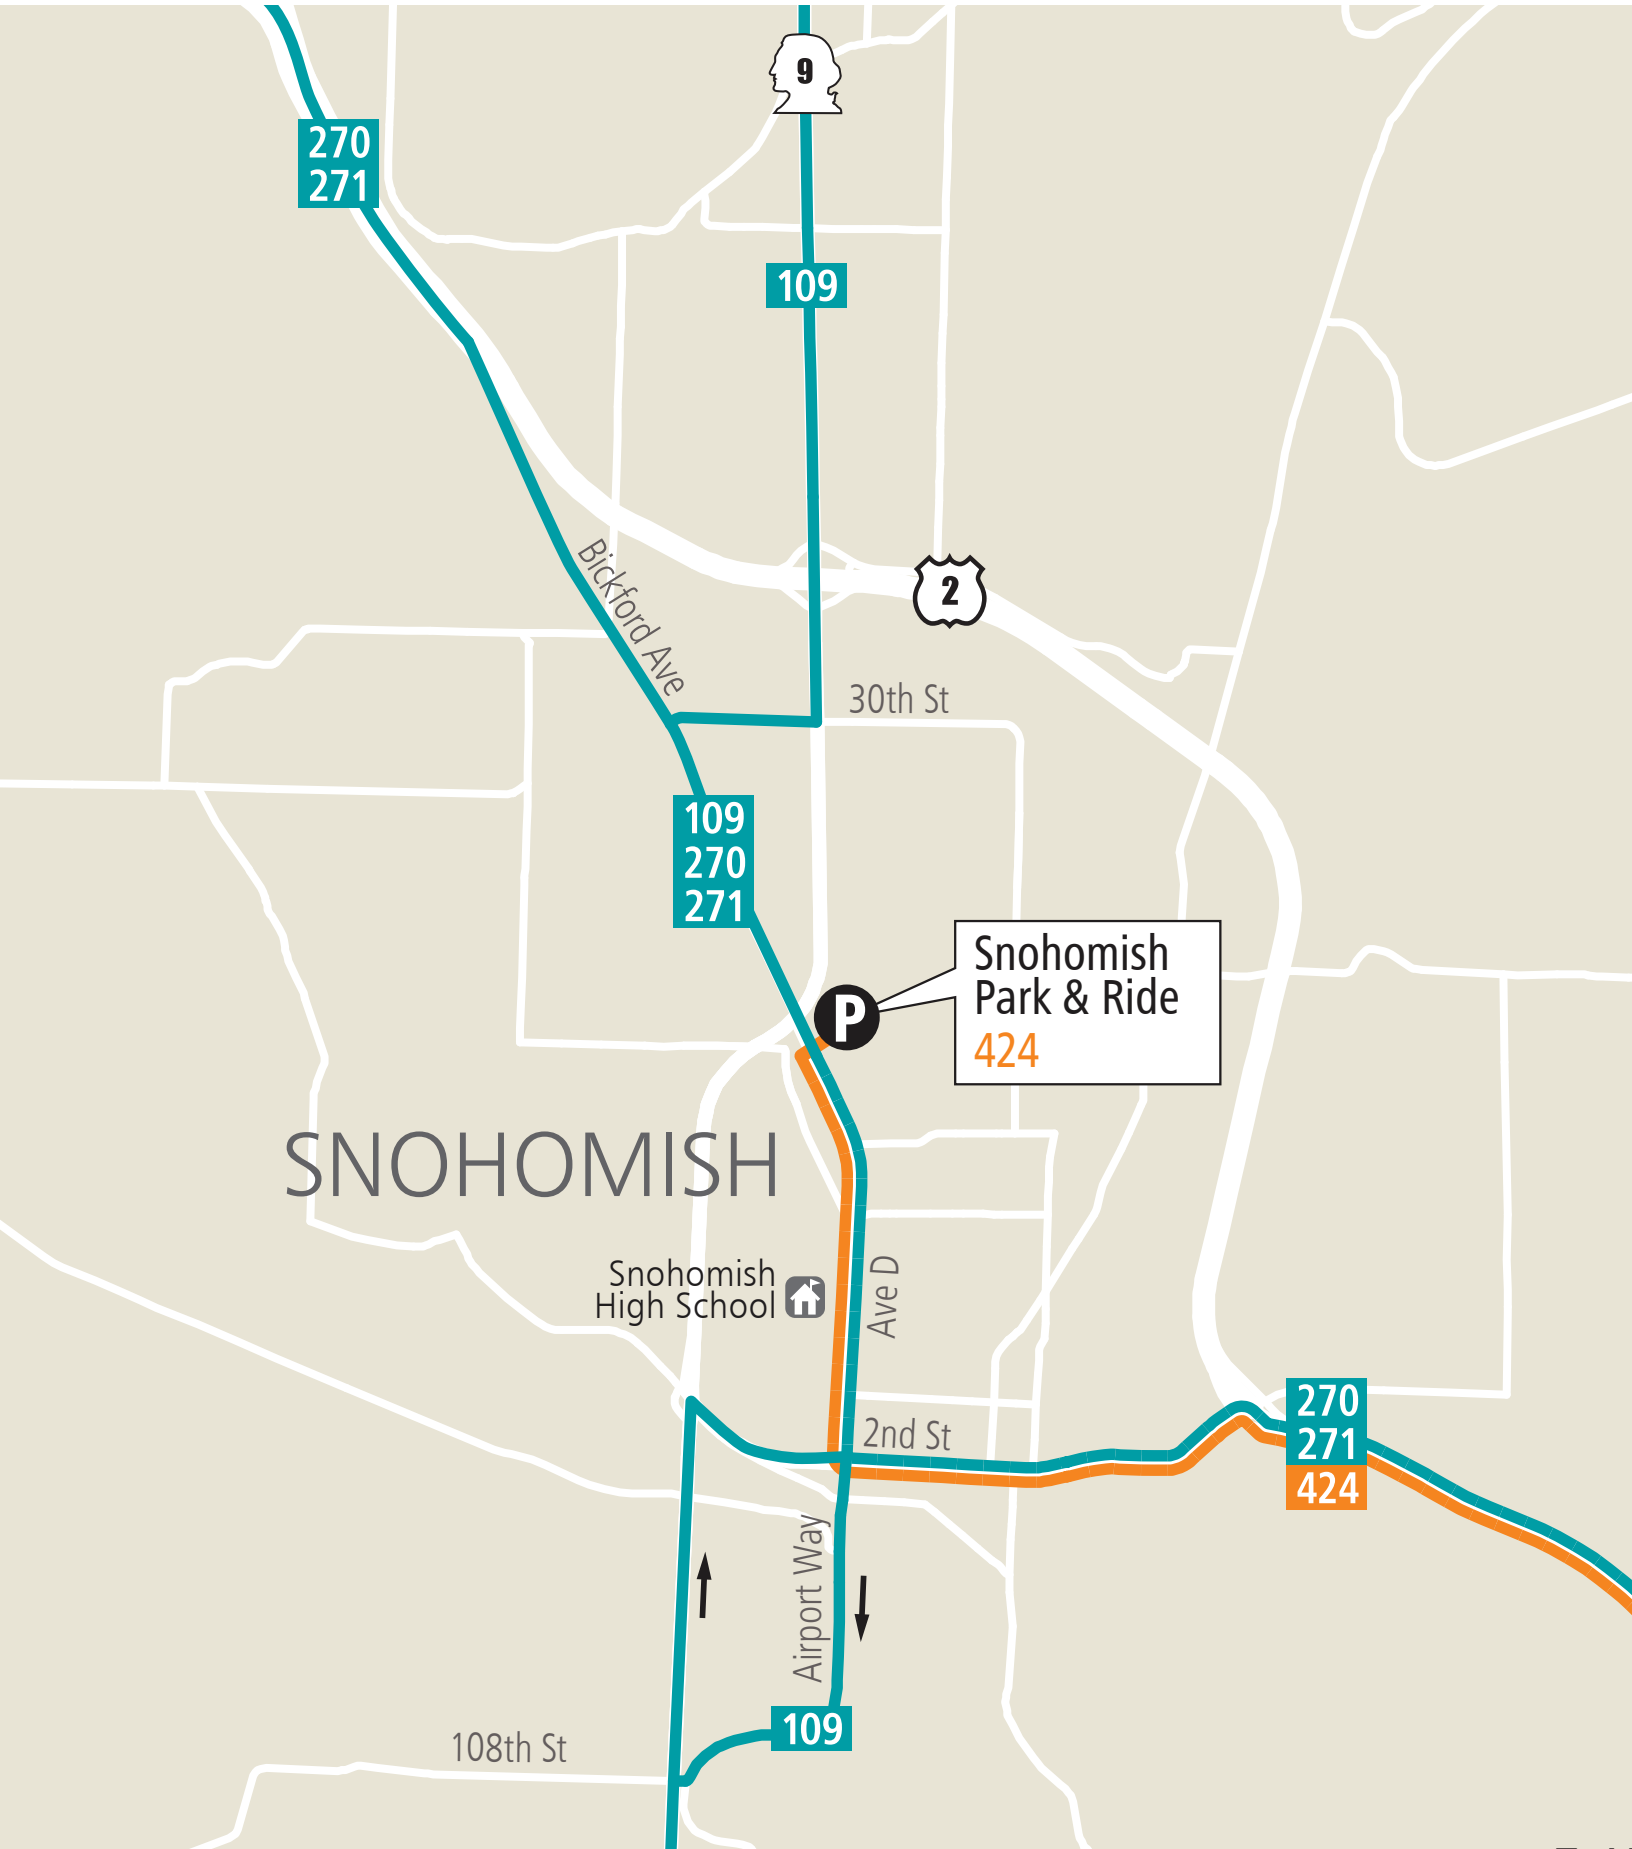 9
270
271
109
Bickford Ave
2
30th St
109
270
271
Snohomish
Park & Ride
424
P
SNOHOMISH
Snohomish
High School
Ave D
270
271
424
2nd St
Airport Way
109
108th St